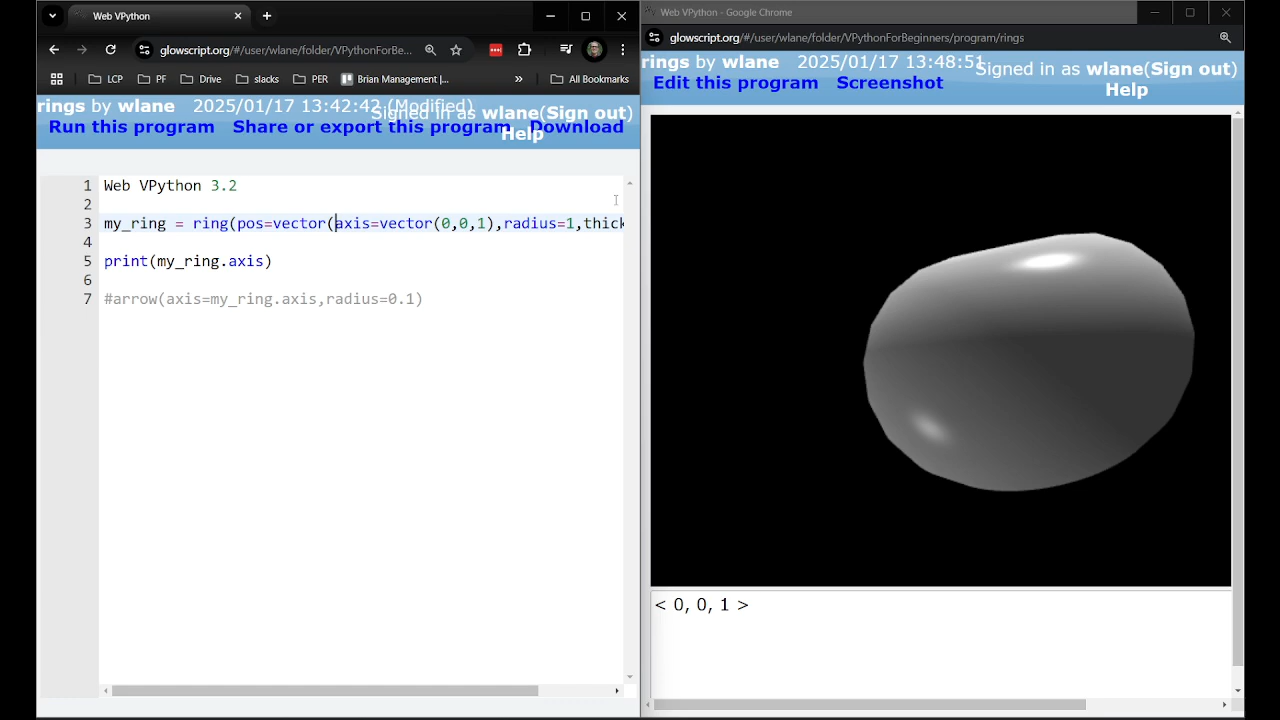 Web VPython
glowscript.org/#/user/wlane/folder/VPythonForBe...
LCP PF Drive slacks PER Brian Management |... » All Bookmarks
rings by wlane 2025/01/17 13:42:42 (Modified)
Signed in as wlane(Sign out)
Run this program Share or export this program Download
Help
1 Web VPython 3.2
2
3 my_ring = ring(pos=vector(axis=vector(0,0,1),radius=1,thick
4
5 print(my_ring.axis)
6
7 #arrow(axis=my_ring.axis,radius=0.1)
Web VPython - Google Chrome
glowscript.org/#/user/wlane/folder/VPythonForBeginners/program/rings
rings by wlane 2025/01/17 13:48:51
Signed in as wlane(Sign out)
Edit this program Screenshot
Help
< 0, 0, 1 >